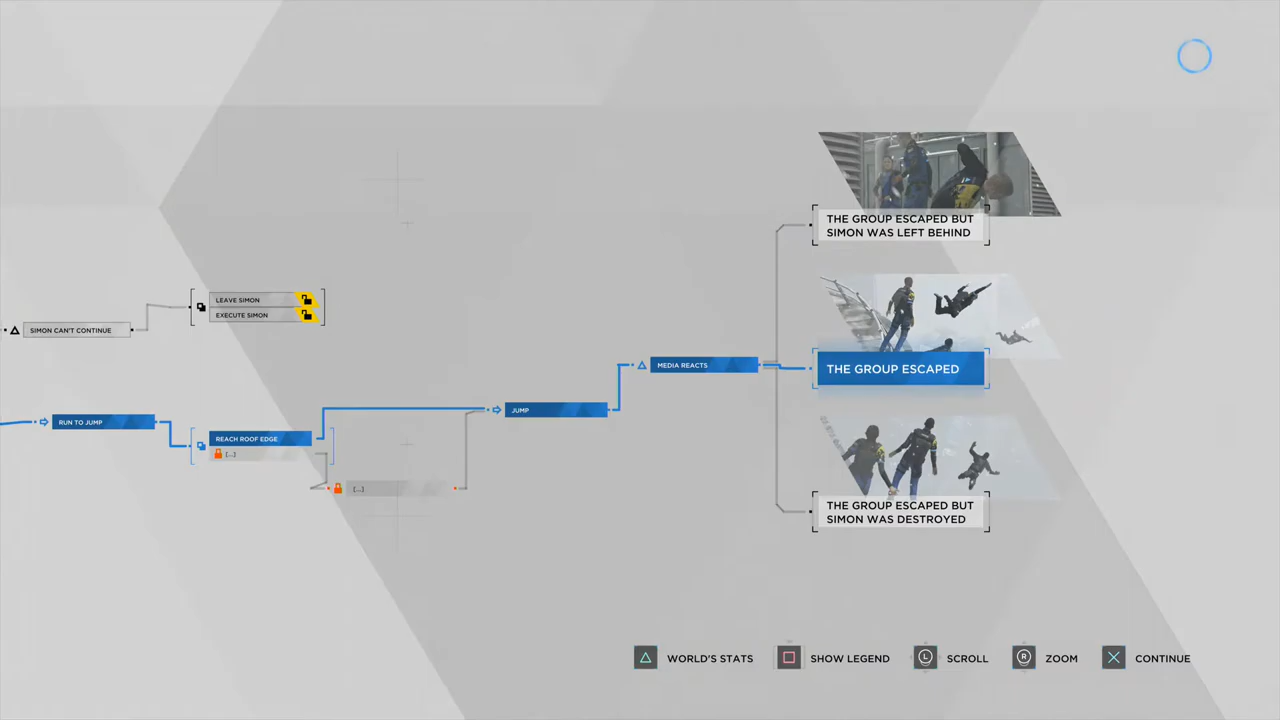 THE GROUP ESCAPED BUT
SIMON WAS LEFT BEHIND
LEAVE SIMON
EXECUTE SIMON
SIMON CAN'T CONTINUE
MEDIA REACTS
THE GROUP ESCAPED
JUMP
RUN TO JUMP
REACH ROOF EDGE
[...]
[...]
THE GROUP ESCAPED BUT
SIMON WAS DESTROYED
WORLD'S STATS
SHOW LEGEND
L
SCROLL
R
ZOOM
CONTINUE